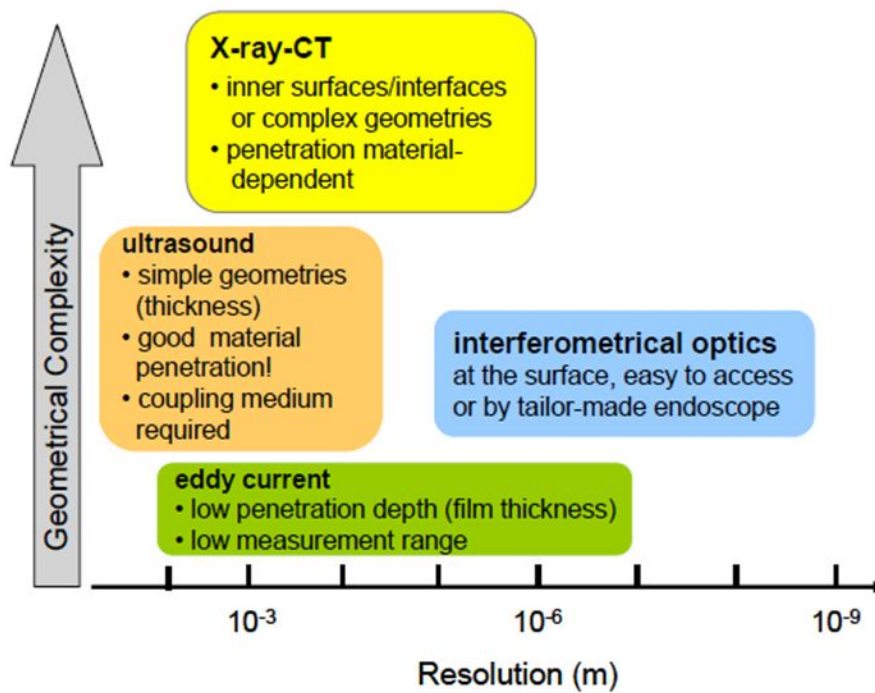 X-ray-CT
• inner surfaces/interfaces
or complex geometries
• penetration material-
dependent
Geometrical Complexity
ultrasound
• simple geometries
(thickness)
• good material
penetration!
• coupling medium
required
interferometrical optics
at the surface, easy to access
or by tailor-made endoscope
eddy current
• low penetration depth (film thickness)
• low measurement range
10⁻³ 10⁻⁶ 10⁻⁹
Resolution (m)